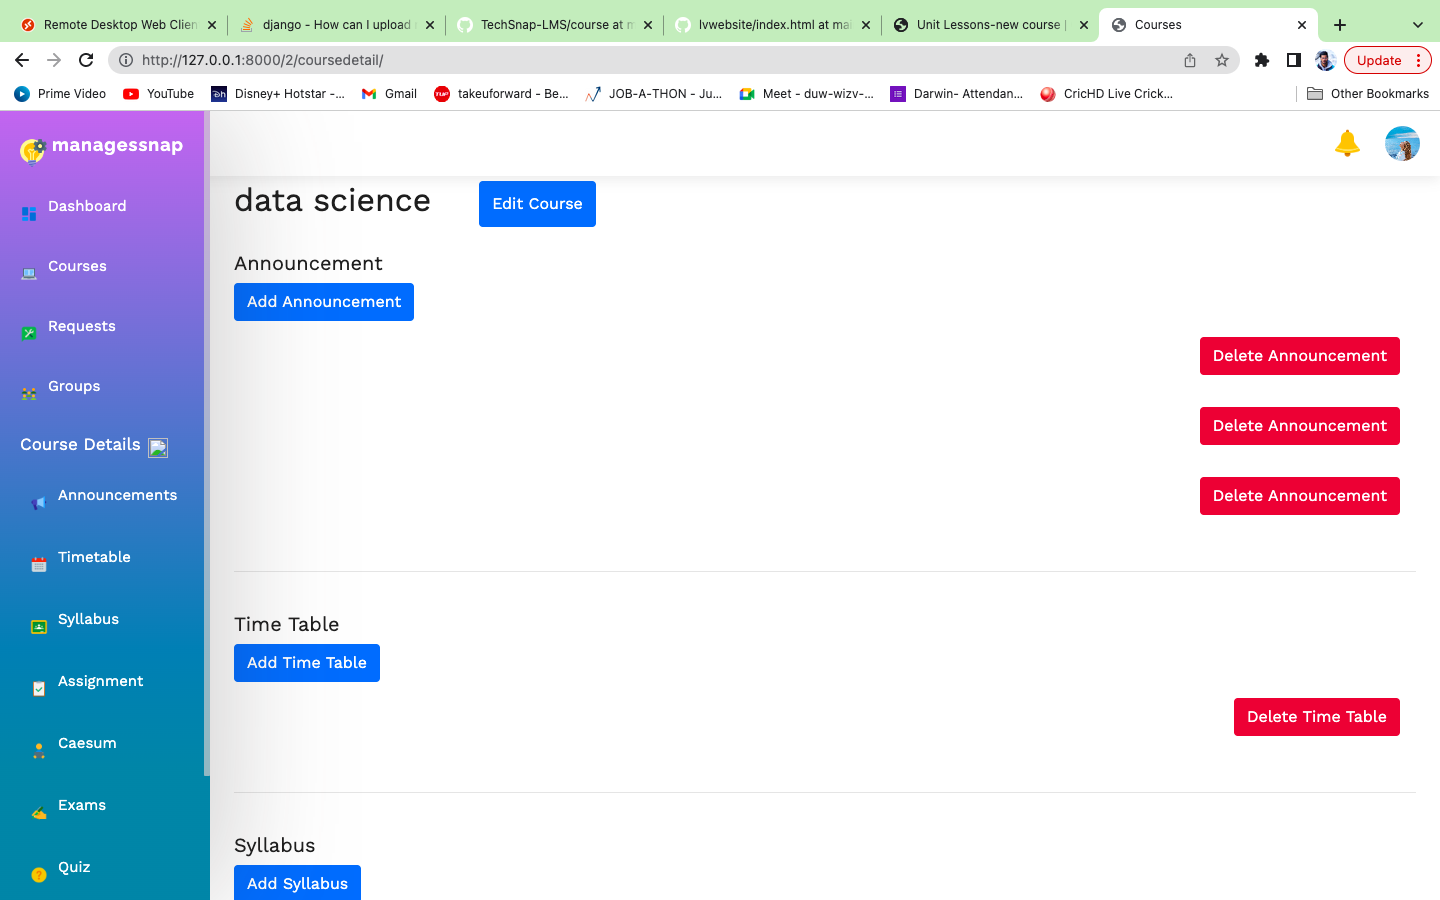 Remote Desktop Web Clien
django - How can I upload
TechSnap-LMS/course at m
lvwebsite/index.html at mai
Unit Lessons-new course |
Courses
http://127.0.0.1:8000/2/coursedetail/
Update
Prime Video
YouTube
Disney+ Hotstar -...
Gmail
takeuforward - Be...
JOB-A-THON - Ju...
Meet - duw-wizv-...
Darwin- Attendan...
CricHD Live Crick...
Other Bookmarks
managessnap
Dashboard
Courses
Requests
Groups
Course Details
Announcements
Timetable
Syllabus
Assignment
Caesum
Exams
Quiz
data science
Edit Course
Announcement
Add Announcement
Delete Announcement
Delete Announcement
Delete Announcement
Time Table
Add Time Table
Delete Time Table
Syllabus
Add Syllabus